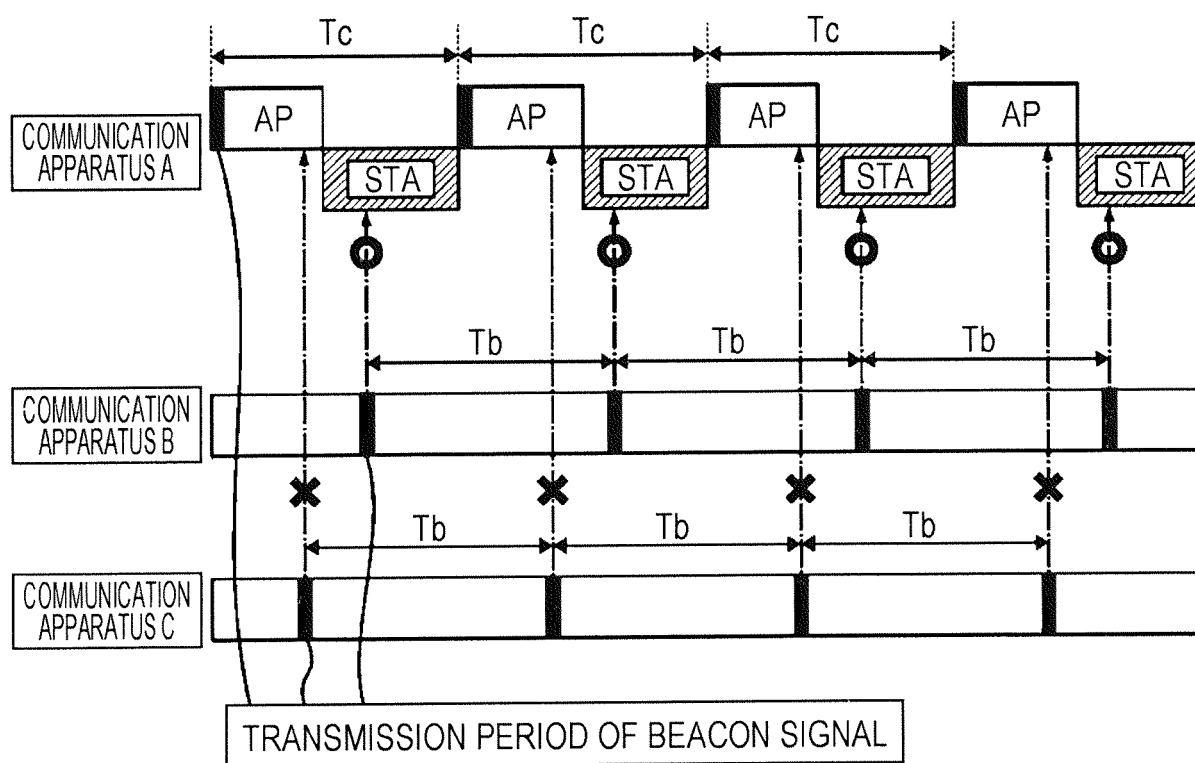 Tc Tc Tc
AP AP AP AP
COMMUNICATION
APPARATUS A
STA STA STA STA
Tb Tb Tb
COMMUNICATION
APPARATUS B
Tb Tb Tb
COMMUNICATION
APPARATUS C
TRANSMISSION PERIOD OF BEACON SIGNAL